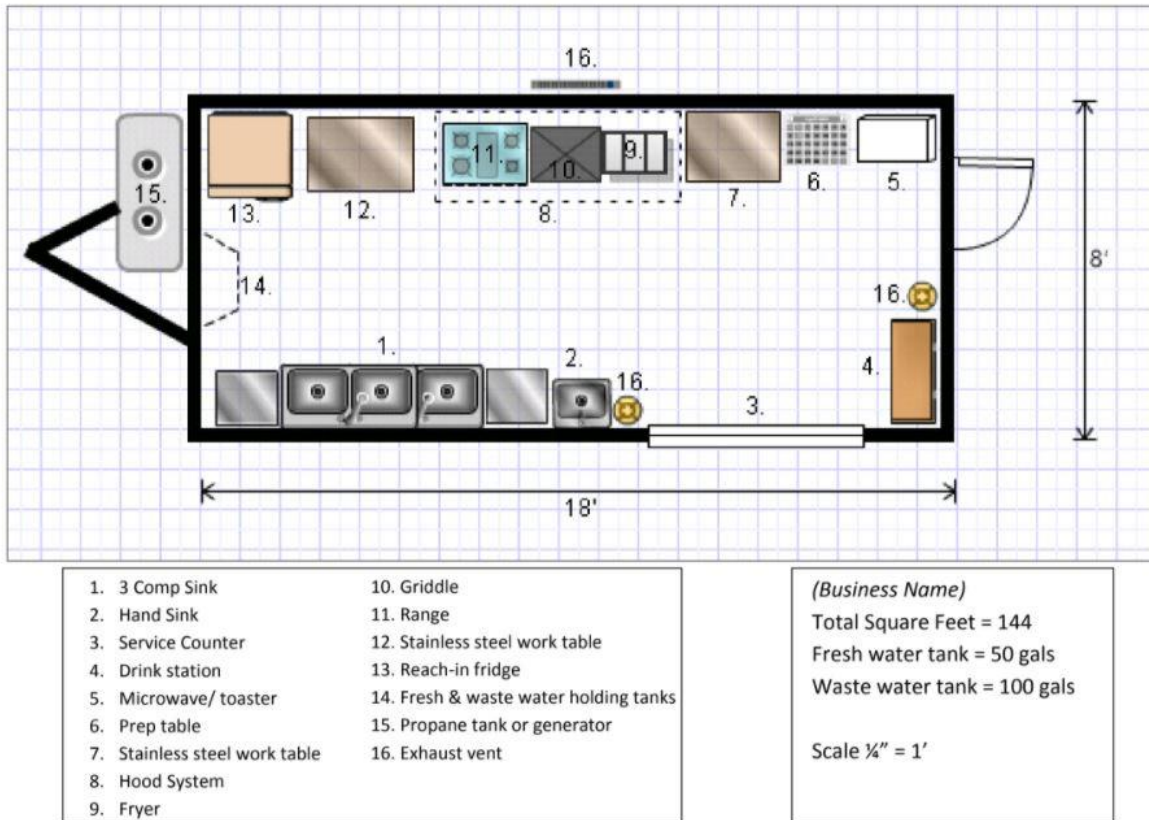 16.
15.
13.
12.
11.
10.
9.
8.
7.
6.
5.
14.
16.
8'
1.
2.
16.
3.
4.
18'
1. 3 Comp Sink
2. Hand Sink
3. Service Counter
4. Drink station
5. Microwave/ toaster
6. Prep table
7. Stainless steel work table
8. Hood System
9. Fryer
10. Griddle
11. Range
12. Stainless steel work table
13. Reach-in fridge
14. Fresh & waste water holding tanks
15. Propane tank or generator
16. Exhaust vent
(Business Name)
Total Square Feet = 144
Fresh water tank = 50 gals
Waste water tank = 100 gals
Scale ¼” = 1’